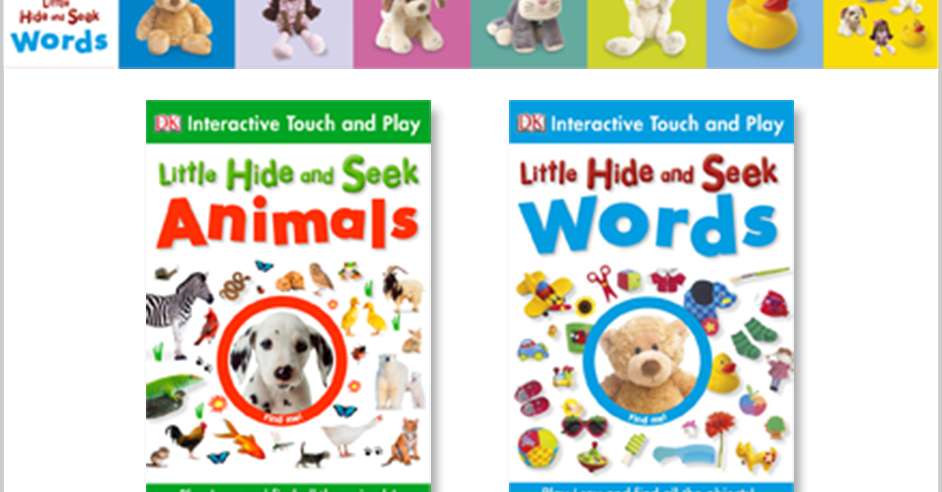 Little
Hide and Seek
Words
DK Interactive Touch and Play
Little Hide and Seek
Animals
Find me!
DK Interactive Touch and Play
Little Hide and Seek
Words
Find me!